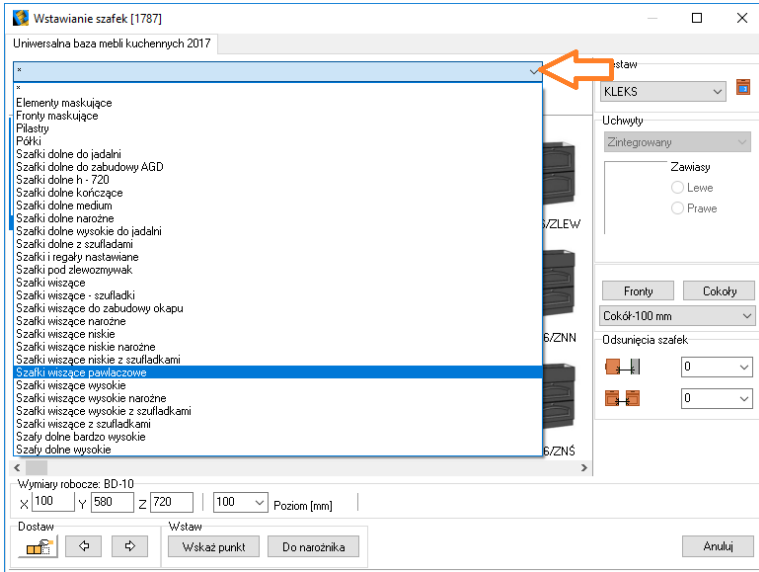 Wstawianie szafek [1787]
Uniwersalna baza mebli kuchennych 2017
*
*
Elementy maskujące
Fronty maskujące
Pilastry
Półki
Szafki dolne do jadalni
Szafki dolne do zabudowy AGD
Szafki dolne h - 720
Szafki dolne kończące
Szafki dolne medium
Szafki dolne narożne
Szafki dolne wysokie do jadalni
Szafki dolne z szufladami
Szafki i regały nastawiane
Szafki pod zlewozmywak
Szafki wiszące
Szafki wiszące - szufladki
Szafki wiszące do zabudowy okapu
Szafki wiszące narożne
Szafki wiszące niskie
Szafki wiszące niskie narożne
Szafki wiszące niskie z szufladkami
Szafki wiszące pawlaczowe
Szafki wiszące wysokie
Szafki wiszące wysokie narożne
Szafki wiszące wysokie z szufladkami
Szafki wiszące z szufladkami
Szafy dolne bardzo wysokie
Szafy dolne wysokie
/ZLEW
6/ZNN
6/ZNŚ
estaw
KLEKS
Uchwyty
Zintegrowany
Zawiasy
Lewe
Prawe
Fronty Cokoły
Cokół-100 mm
Odsunięcia szafek
0
0
Wymiary robocze: BD-10
X 100 Y 580 Z 720 100 Poziom [mm]
Dostaw Wstaw
Wskaż punkt Do narożnika Anuluj